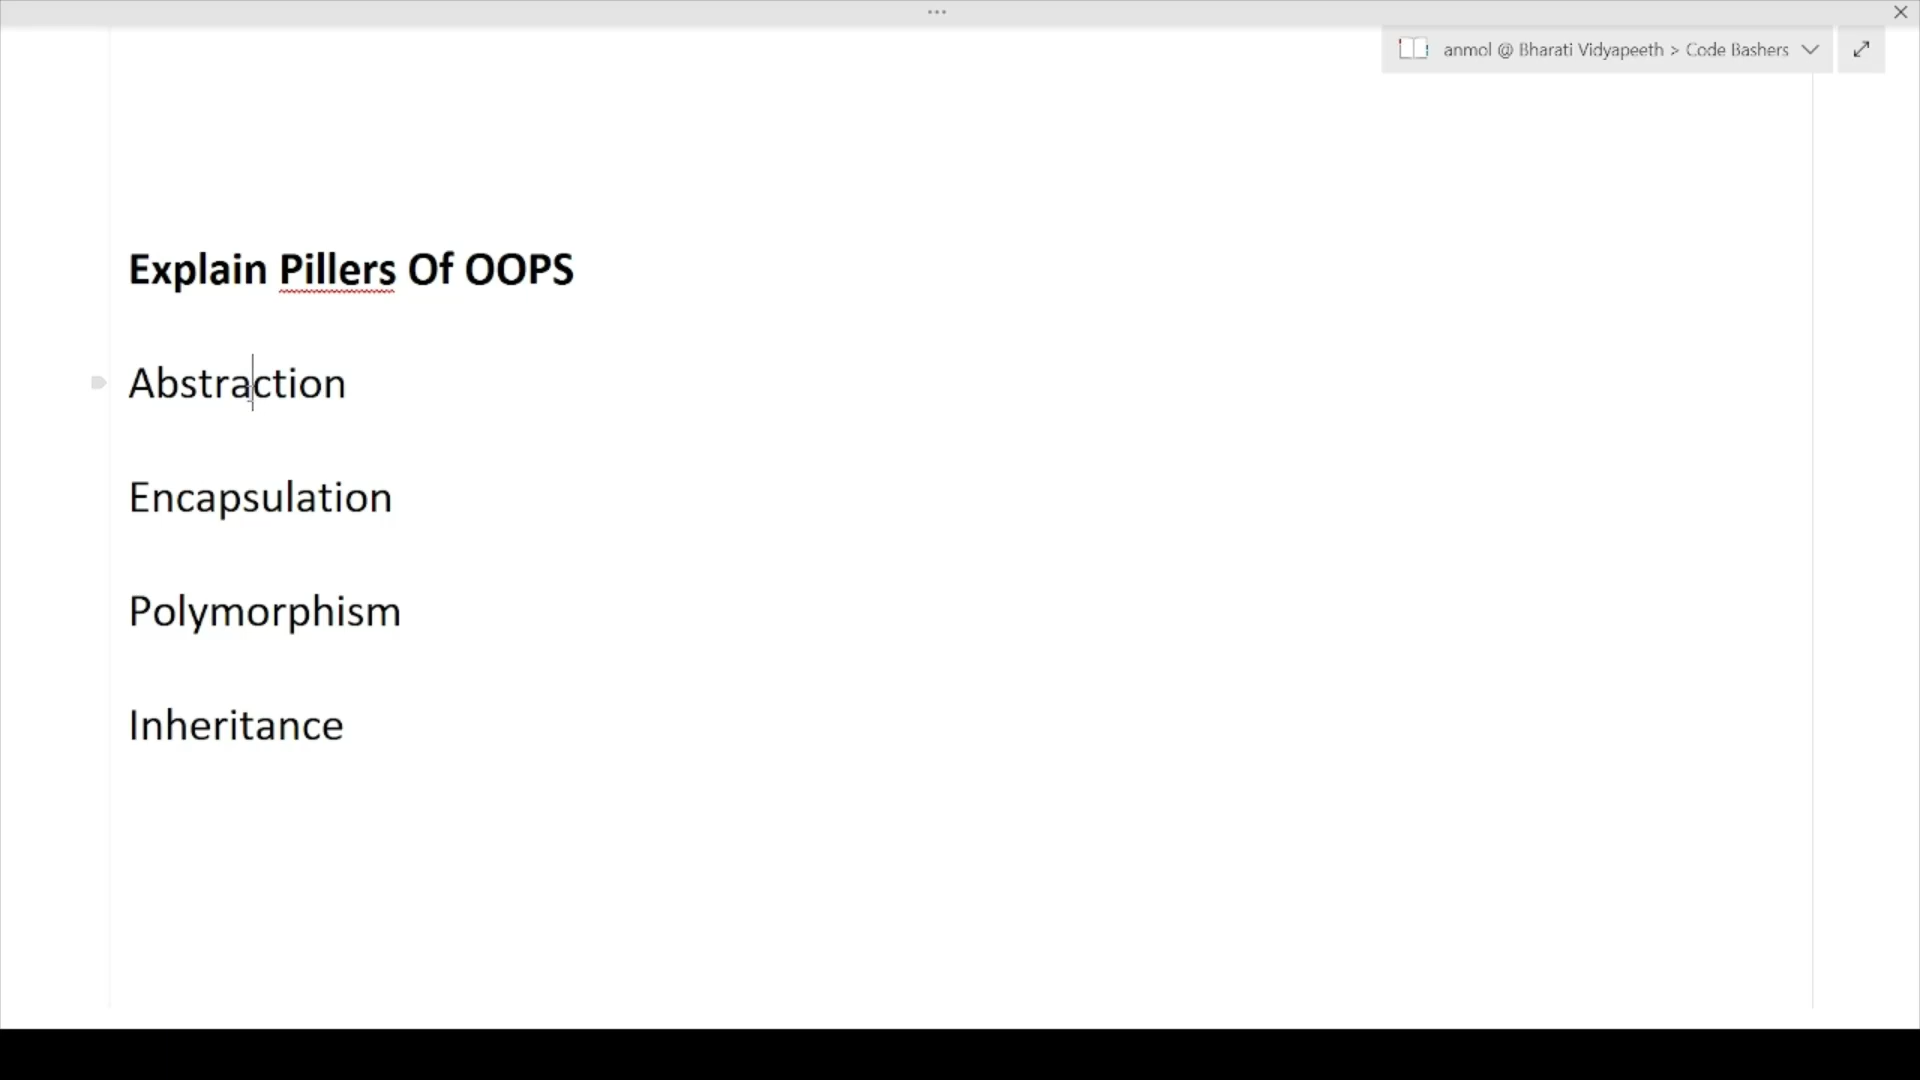 anmol @ Bharati Vidyapeeth > Code Bashers
Explain Pillers Of OOPS
Abstraction
Encapsulation
Polymorphism
Inheritance